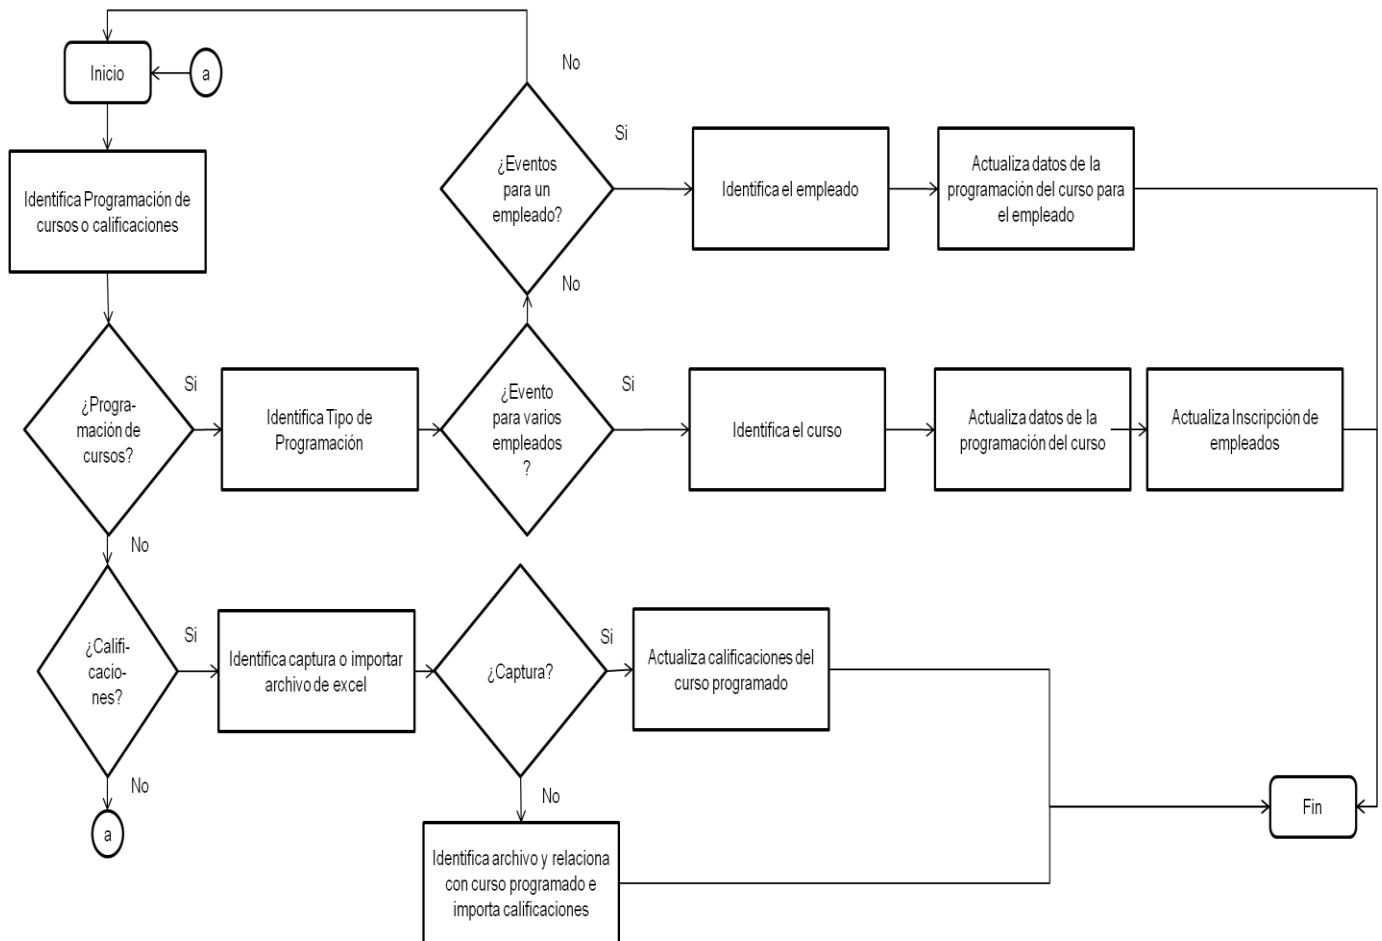 Inicio
a
Identifica Programación de
cursos o calificaciones
No
¿Eventos
para un
empleado?
Si
Identifica el empleado
Actualiza datos de la
programación del curso para
el empleado
No
¿Progra-
mación de
cursos?
Si
Identifica Tipo de
Programación
¿Evento
para varios
empleados
?
Si
Identifica el curso
Actualiza datos de la
programación del curso
Actualiza Inscripción de
empleados
No
¿Califi-
cacio-
nes?
Si
Identifica captura o importar
archivo de excel
¿Captura?
Si
Actualiza calificaciones del
curso programado
No
a
No
Identifica archivo y relaciona
con curso programado e
importa calificaciones
Fin